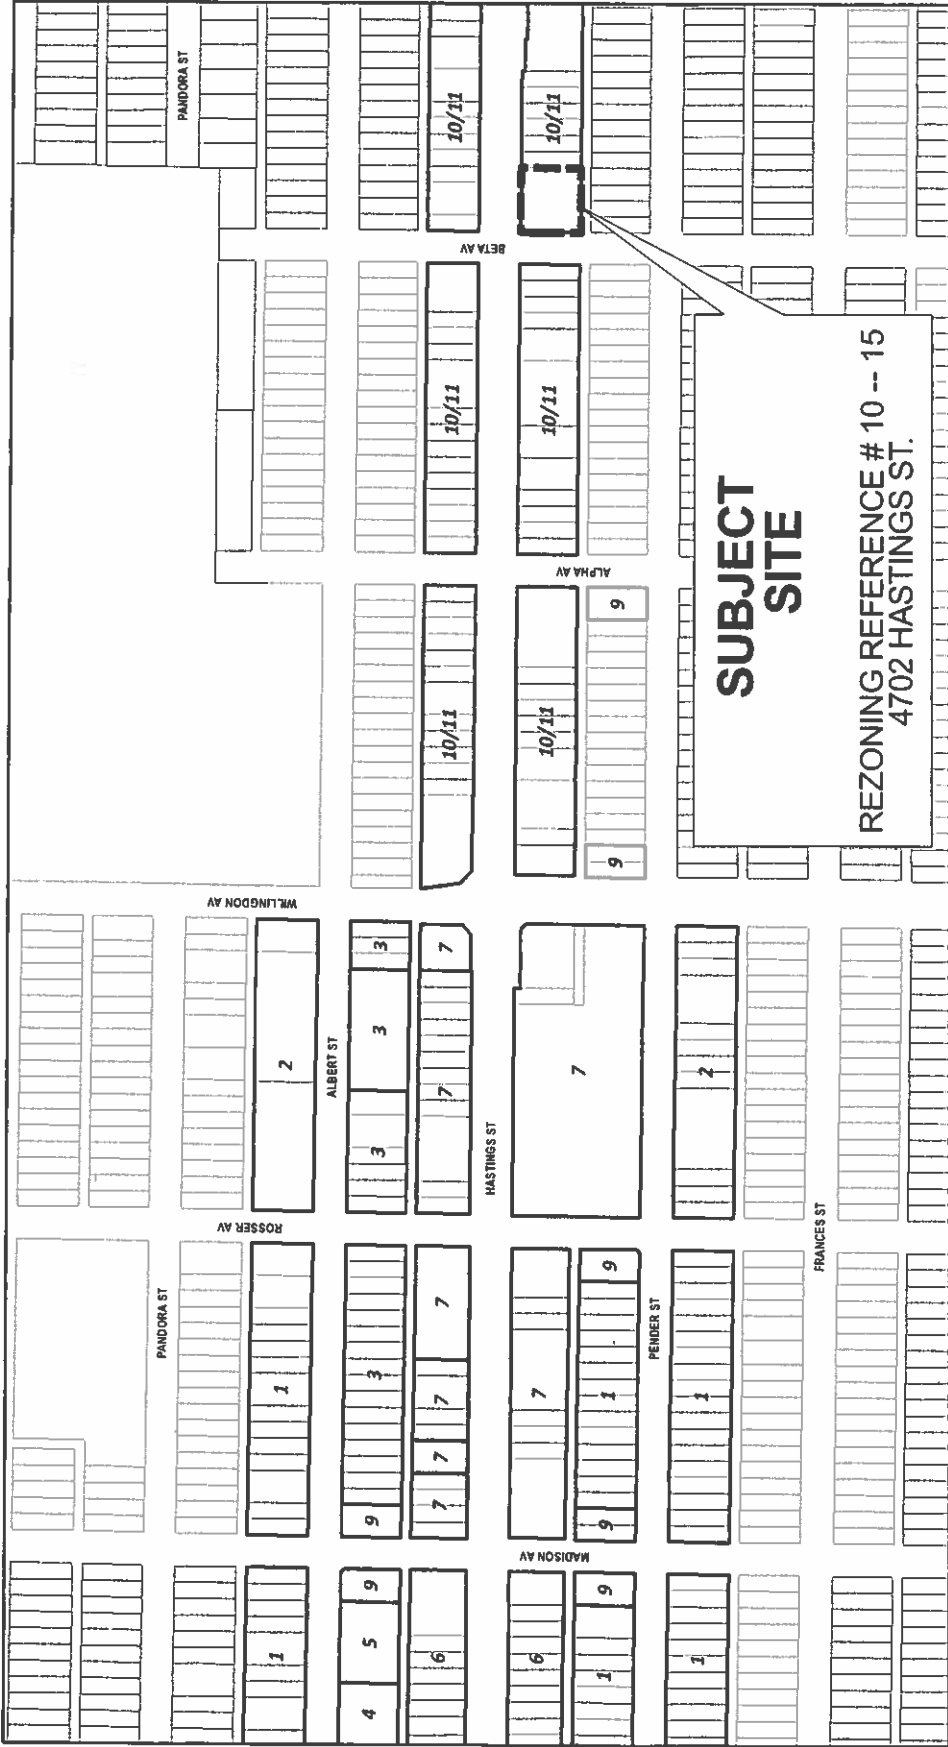 PANDORA ST
PANDORA ST
WILLINGDON AV
ROSSER AV
1 1 2
ALBERT ST
4 5 9 9 3 3 3 3
6 7 7 7 7 7 7 10/11 10/11 10/11
HASTINGS ST
BETA AV
6 7 7 10/11 10/11 10/11
MADISON AV
ALPHA AV
1 9 9 1 9 9 9
PENDER ST
1 1 2
FRANCES ST
SUBJECT
SITE
REZONING REFERENCE # 10 -- 15
4702 HASTINGS ST.